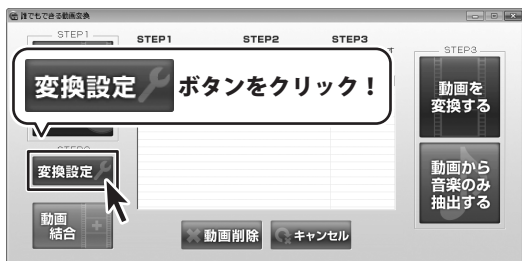 誰でもできる動画変換
STEP1
STEP1
STEP2
STEP3
STEP3
変換設定
ボタンをクリック！
動画を
変換する
変換設定
動画から
音楽のみ
抽出する
動画
結合
動画削除
キャンセル